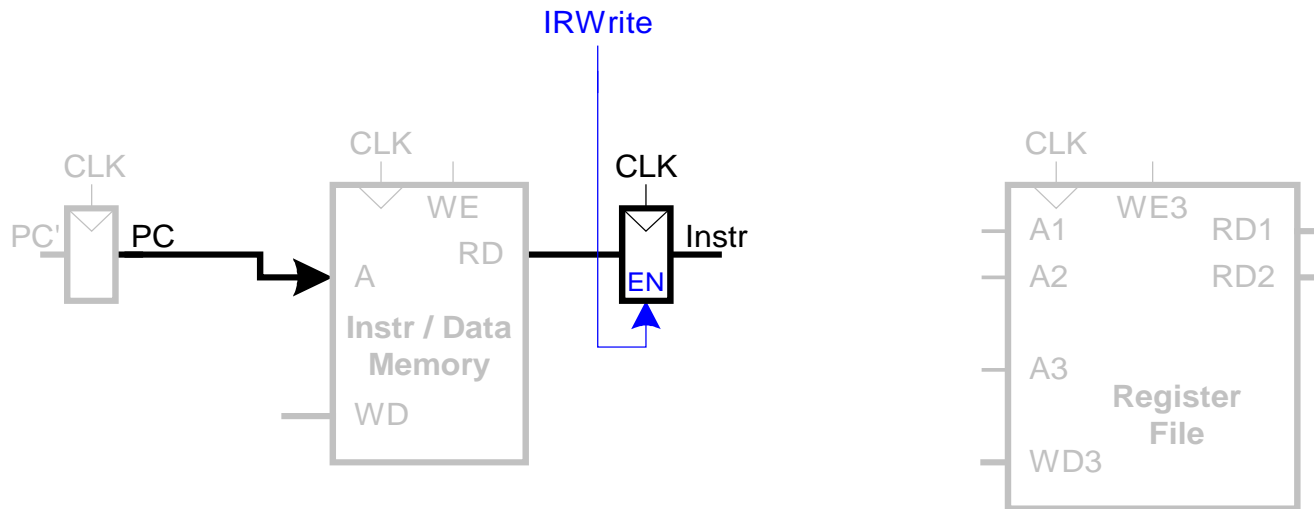 IRWrite
CLK
CLK
CLK
CLK
WE
WE3
PC'
PC
RD
Instr
A1
RD1
A
EN
A2
RD2
Instr / Data
Memory
A3
Register
File
WD
WD3